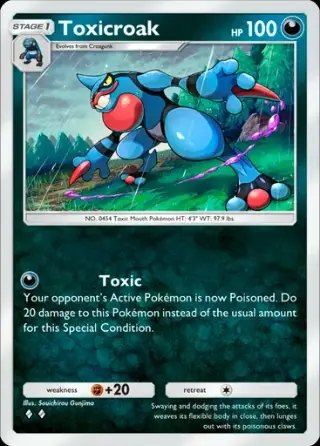 STAGE 1 Toxicroak HP 100
Evolves from Croagunk
NO. 0454 Toxic Mouth Pokémon HT: 4'3" WT: 97.9 lbs.
Toxic
Your opponent's Active Pokémon is now Poisoned. Do
20 damage to this Pokémon instead of the usual amount
for this Special Condition.
weakness +20 retreat
Illus. Souichirou Gunjima
Swaying and dodging the attacks of its foes, it
weaves its flexible body in close, then lunges
out with its poisonous claws.